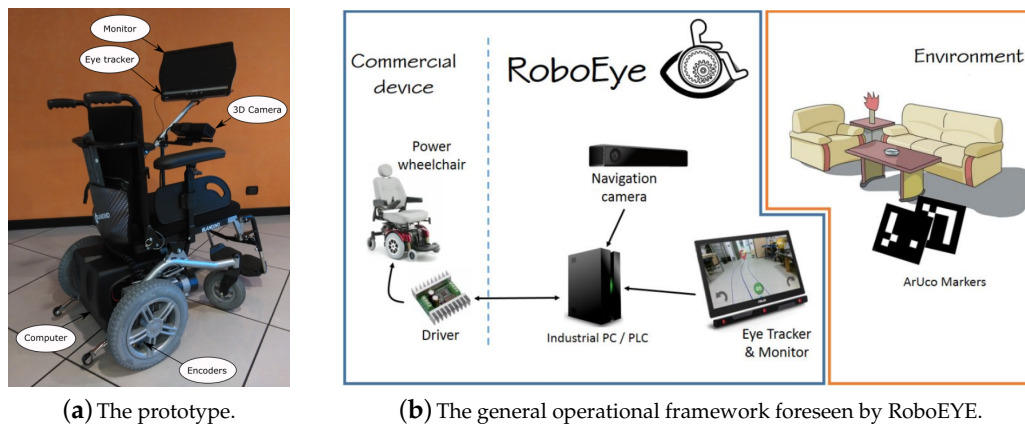 Monitor
Eye tracker
3D Camera
Computer
Encoders
(a) The prototype.
Commercial
device
RoboEye
Environment
Power
wheelchair
Navigation
camera
Driver
Industrial PC / PLC
Eye Tracker
& Monitor
ArUco Markers
(b) The general operational framework foreseen by RoboEYE.